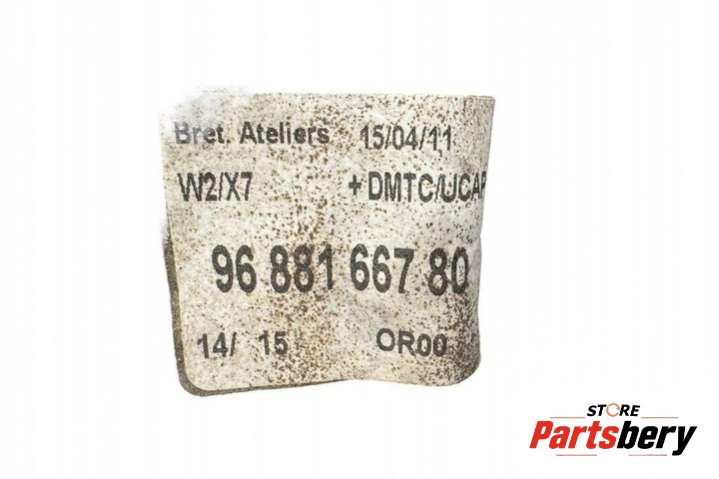 Bret. Ateliers 15/04/11
W2/X7 + DMTC/UCAP
96 881 667 80
14/ 15 OR00
STORE
Partsbery